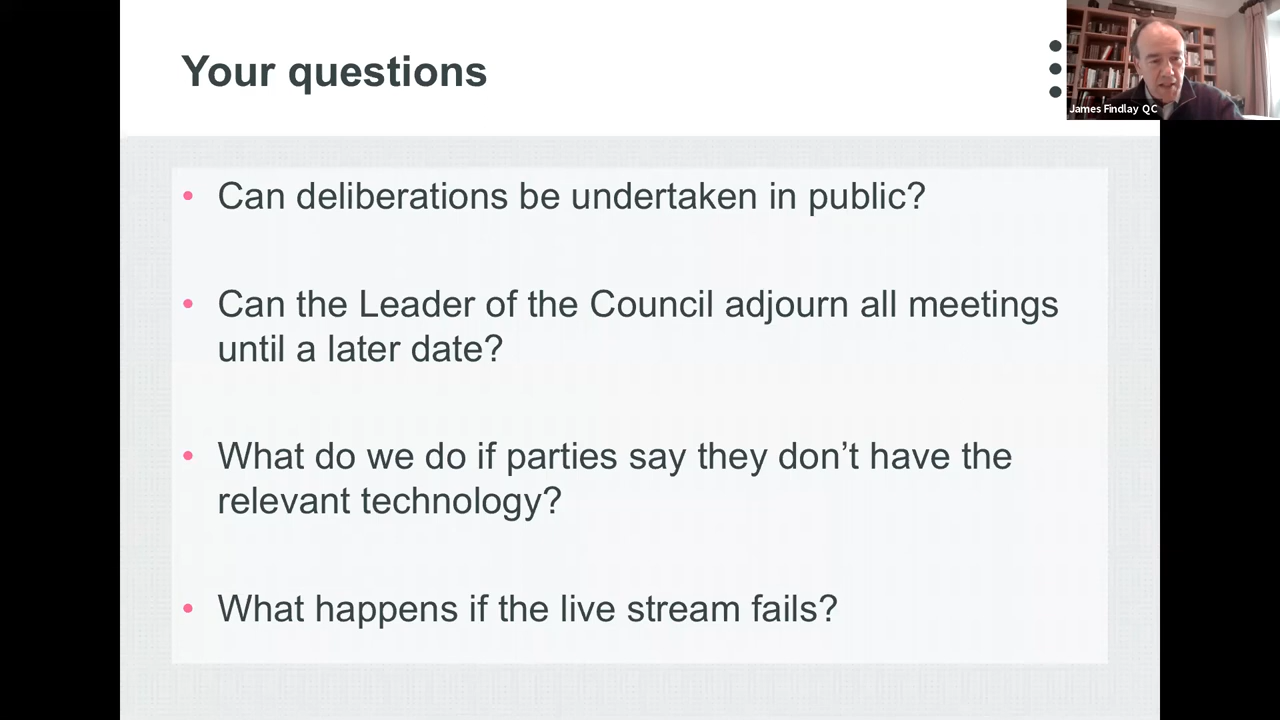 Your questions
James Findlay QC
• Can deliberations be undertaken in public?
• Can the Leader of the Council adjourn all meetings
until a later date?
• What do we do if parties say they don’t have the
relevant technology?
• What happens if the live stream fails?